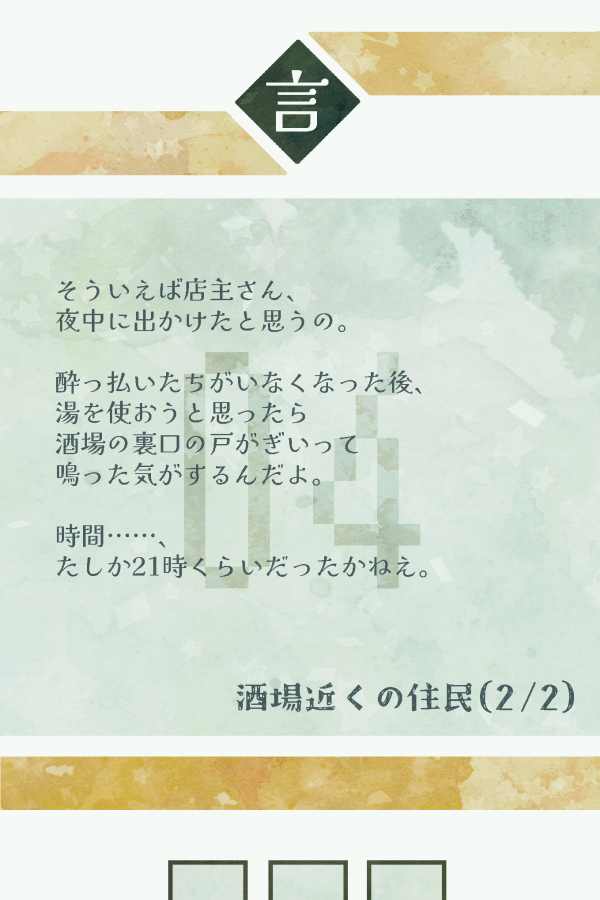 言
そういえば店主さん、
夜中に出かけたと思うの。
酔っ払いたちがいなくなった後、
湯を使おうと思ったら
酒場の裏口の戸がぎいって
鳴った気がするんだよ。
時間……、
たしか21時くらいだったかねえ。
04
酒場近くの住民(2/2)